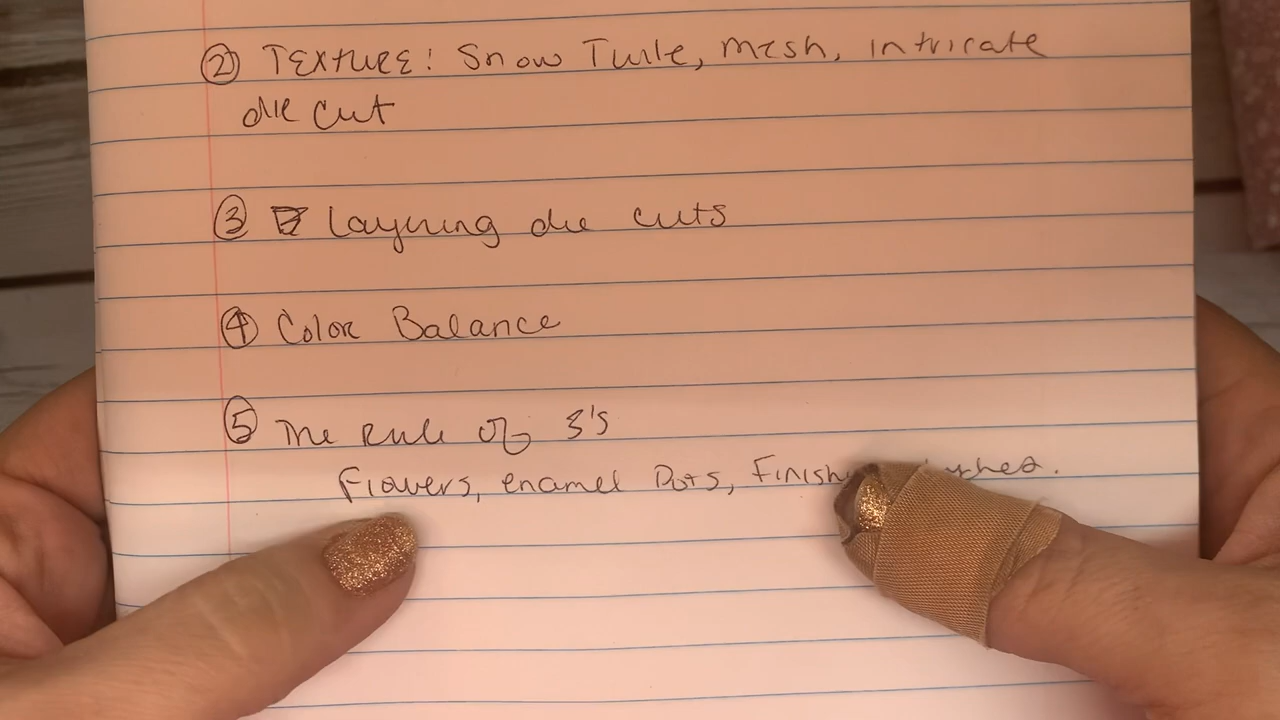 ② TEXTURE: Snow Tulle, mesh, intricate
die cut
③ Layering die cuts
④ Color Balance
⑤ The Rule of 3's
Flowers, enamel Dots,